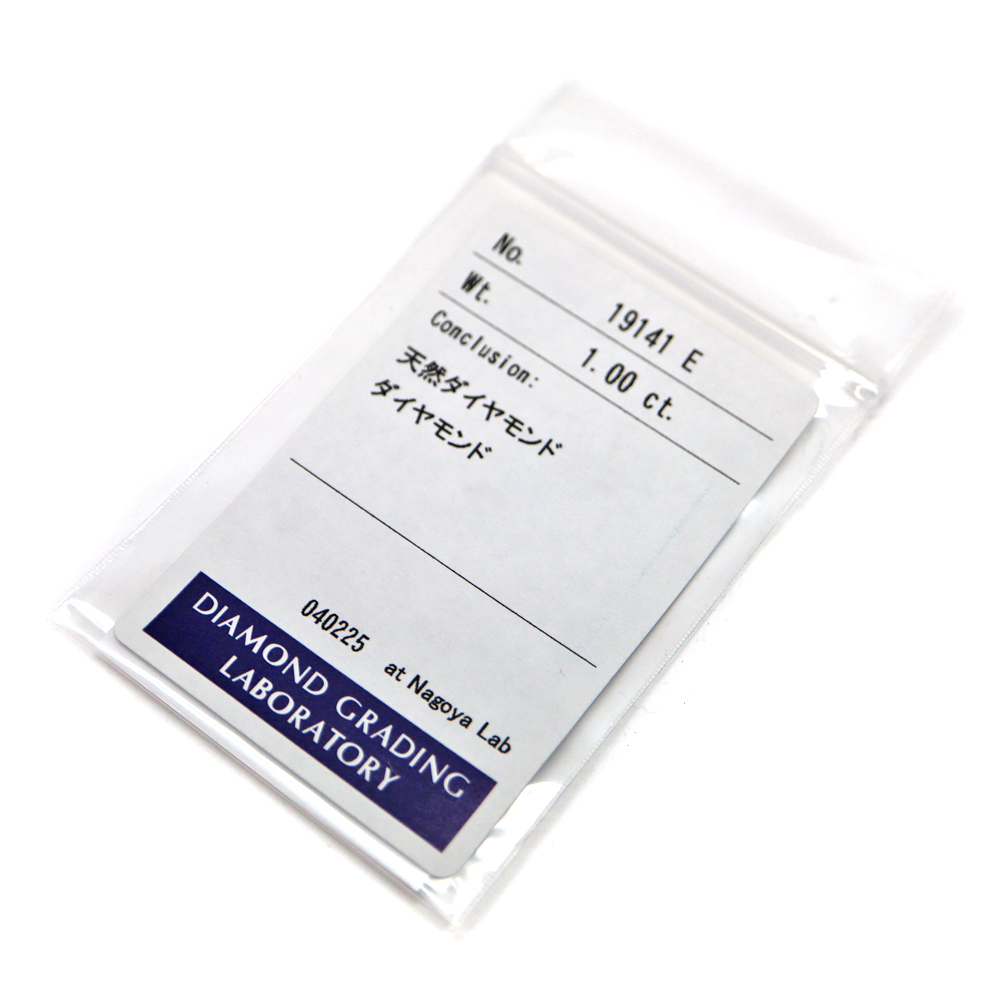 No. 19141 E
Wt. 1.00 ct.
Conclusion:
天然ダイヤモンド
ダイヤモンド
040225 at Nagoya Lab
DIAMOND GRADING
LABORATORY